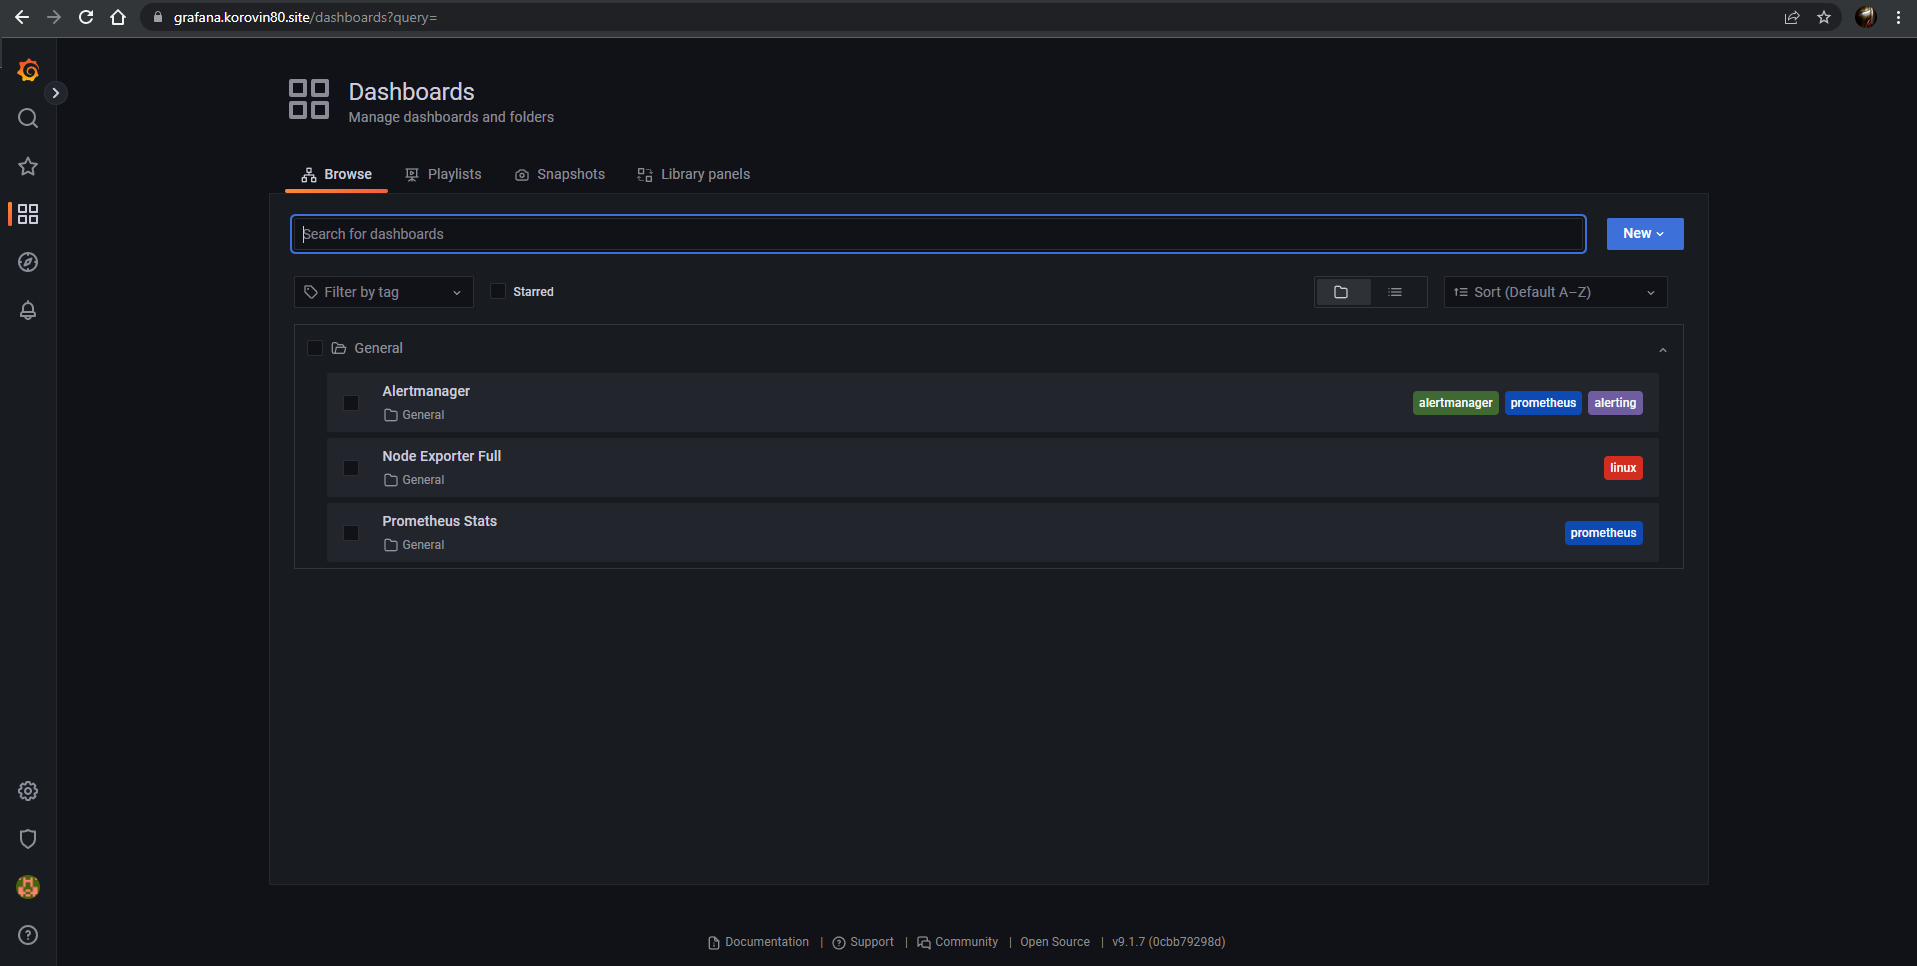 grafana.korovin80.site/dashboards?query=
Dashboards
Manage dashboards and folders
Browse Playlists Snapshots Library panels
Search for dashboards New
Filter by tag Starred Sort (Default A–Z)
General
Alertmanager
General
alertmanager prometheus alerting
Node Exporter Full
General
linux
Prometheus Stats
General
prometheus
Documentation | Support | Community | Open Source | v9.1.7 (0cbb79298d)